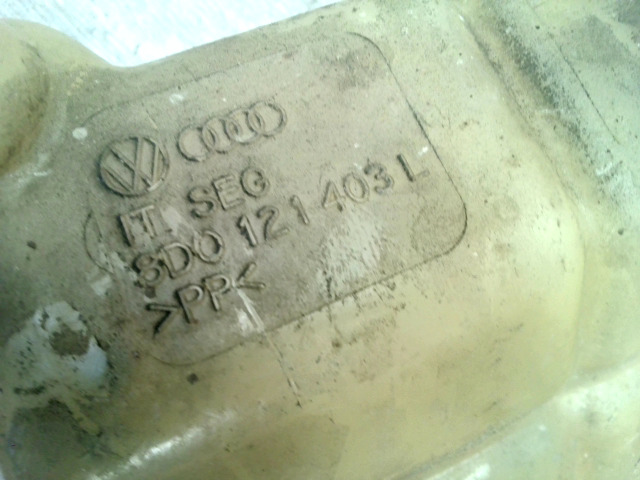 IT SEG
8D0 121 403 L
>PP<